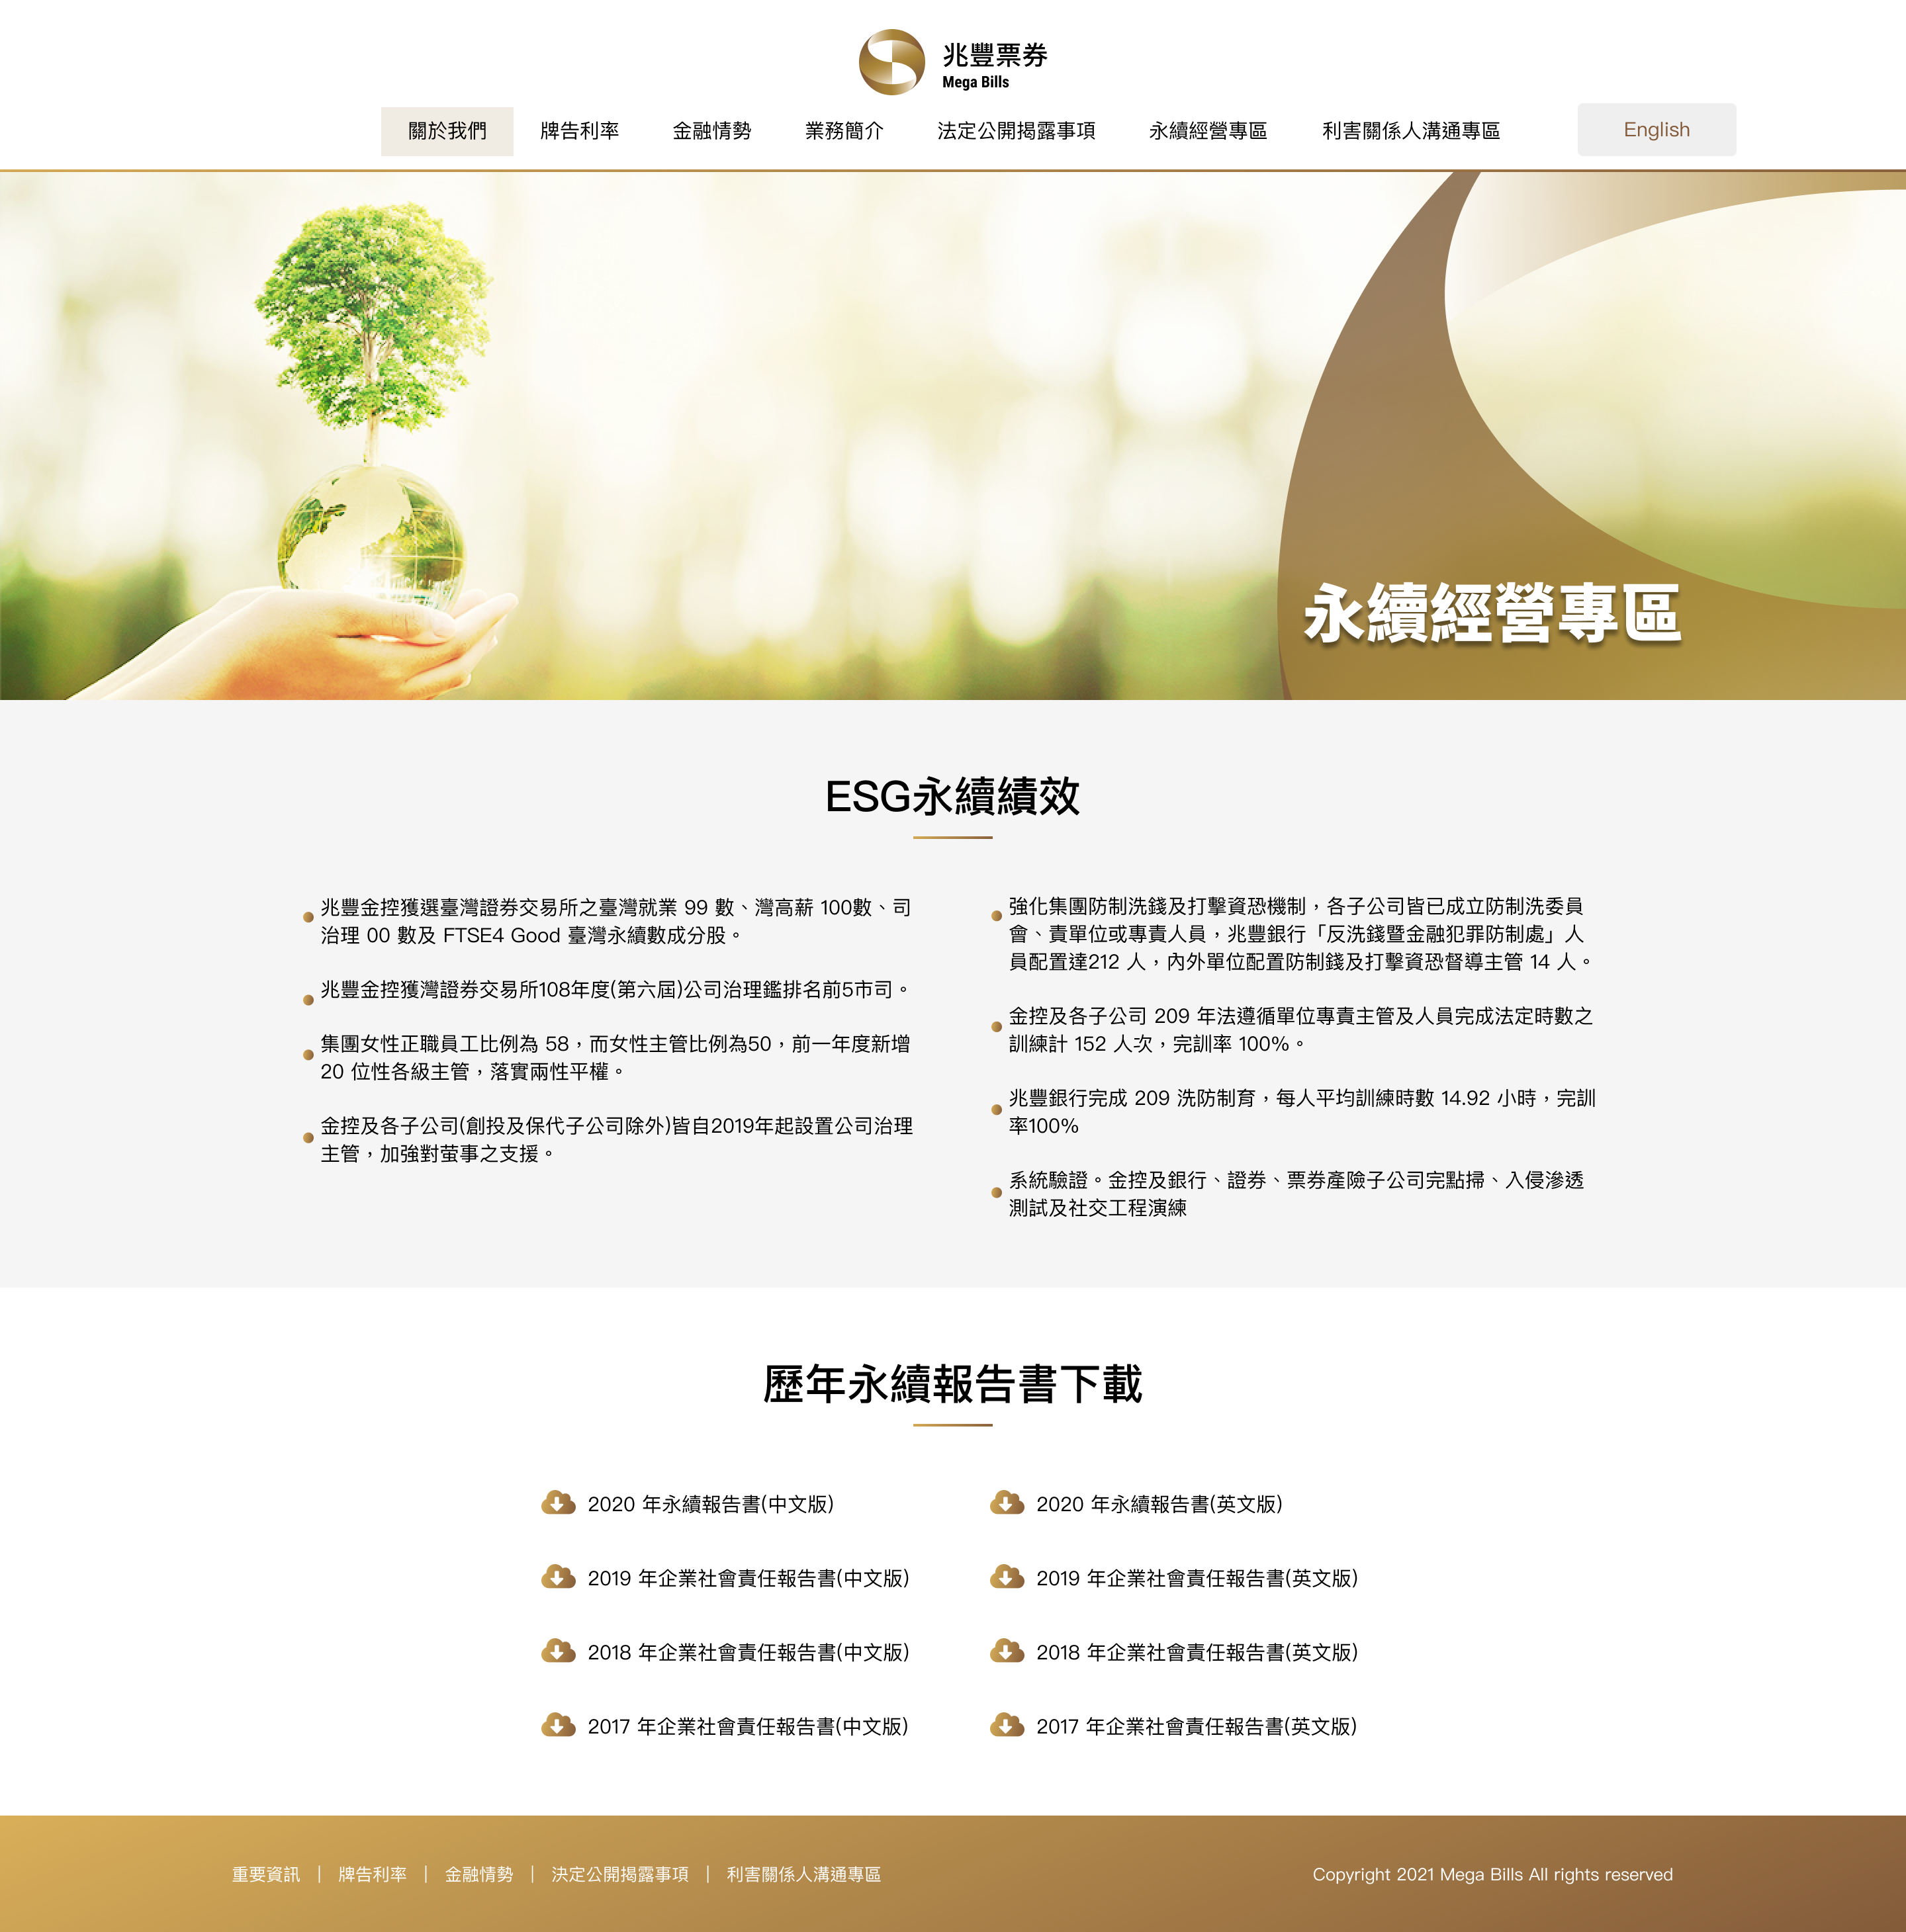 兆豐票券
Mega Bills
關於我們
牌告利率
金融情勢
業務簡介
法定公開揭露事項
永續經營專區
利害關係人溝通專區
English
永續經營專區
ESG永續績效
兆豐金控獲選臺灣證券交易所之臺灣就業 99 數、灣高薪 100數、司
治理 00 數及 FTSE4 Good 臺灣永續數成分股。
兆豐金控獲灣證券交易所108年度(第六屆)公司治理鑑排名前5市司。
集團女性正職員工比例為 58，而女性主管比例為50，前一年度新增
20 位性各級主管，落實兩性平權。
金控及各子公司(創投及保代子公司除外)皆自2019年起設置公司治理
主管，加強對萤事之支援。
強化集團防制洗錢及打擊資恐機制，各子公司皆已成立防制洗委員
會、責單位或專責人員，兆豐銀行「反洗錢暨金融犯罪防制處」人
員配置達212 人，內外單位配置防制錢及打擊資恐督導主管 14 人。
金控及各子公司 209 年法遵循單位專責主管及人員完成法定時數之
訓練計 152 人次，完訓率 100%。
兆豐銀行完成 209 洗防制育，每人平均訓練時數 14.92 小時，完訓
率100%
系統驗證。金控及銀行、證券、票券產險子公司完點掃、入侵滲透
測試及社交工程演練
歷年永續報告書下載
2020 年永續報告書(中文版)
2020 年永續報告書(英文版)
2019 年企業社會責任報告書(中文版)
2019 年企業社會責任報告書(英文版)
2018 年企業社會責任報告書(中文版)
2018 年企業社會責任報告書(英文版)
2017 年企業社會責任報告書(中文版)
2017 年企業社會責任報告書(英文版)
重要資訊 | 牌告利率 | 金融情勢 | 決定公開揭露事項 | 利害關係人溝通專區
Copyright 2021 Mega Bills All rights reserved